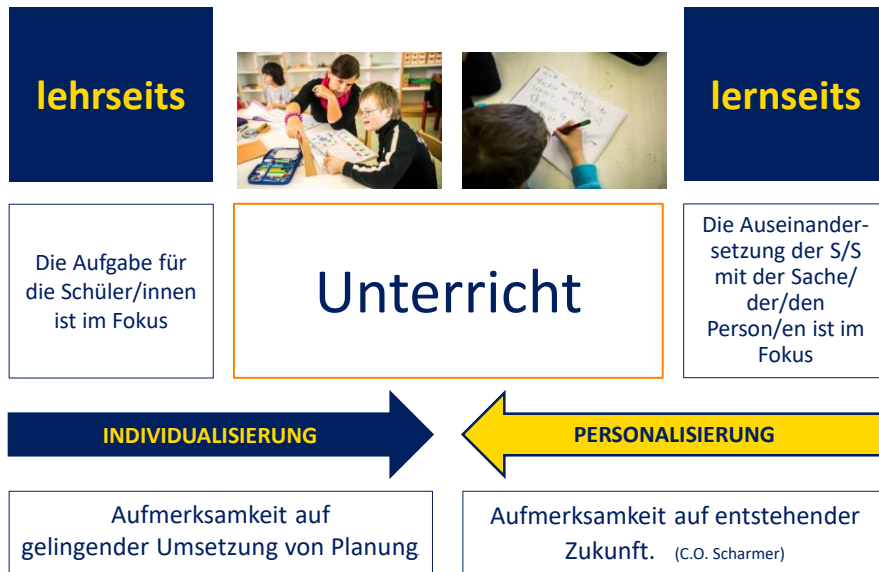 lehrseits
lernseits
Die Aufgabe für
die Schüler/innen
ist im Fokus
Unterricht
Die Auseinander-
setzung der S/S
mit der Sache/
der/den
Person/en ist im
Fokus
INDIVIDUALISIERUNG
PERSONALISIERUNG
Aufmerksamkeit auf
gelingender Umsetzung von Planung
Aufmerksamkeit auf entstehender
Zukunft. (C.O. Scharmer)